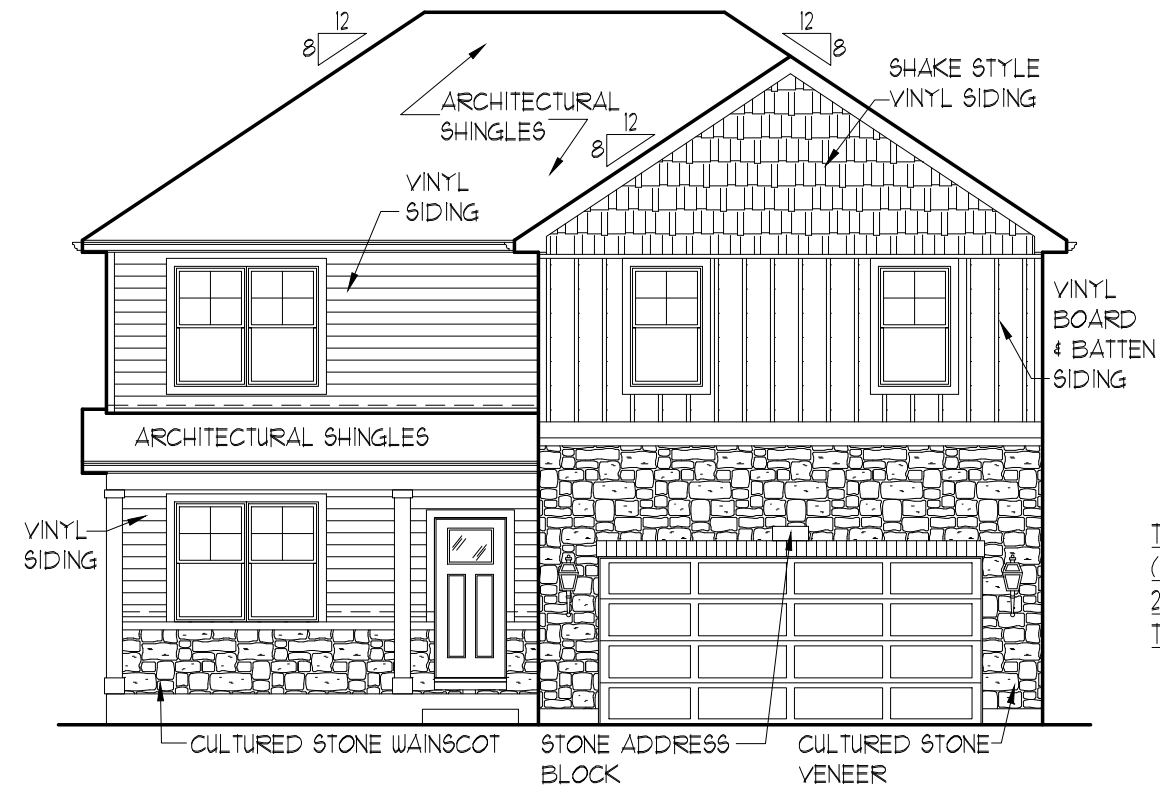 12
8
12
8
SHAKE STYLE
VINYL SIDING
ARCHITECTURAL
SHINGLES
12
8
VINYL
SIDING
VINYL
BOARD
& BATTEN
SIDING
ARCHITECTURAL SHINGLES
VINYL
SIDING
T
(
2
T
CULTURED STONE WAINSCOT
STONE ADDRESS
BLOCK
CULTURED STONE
VENEER